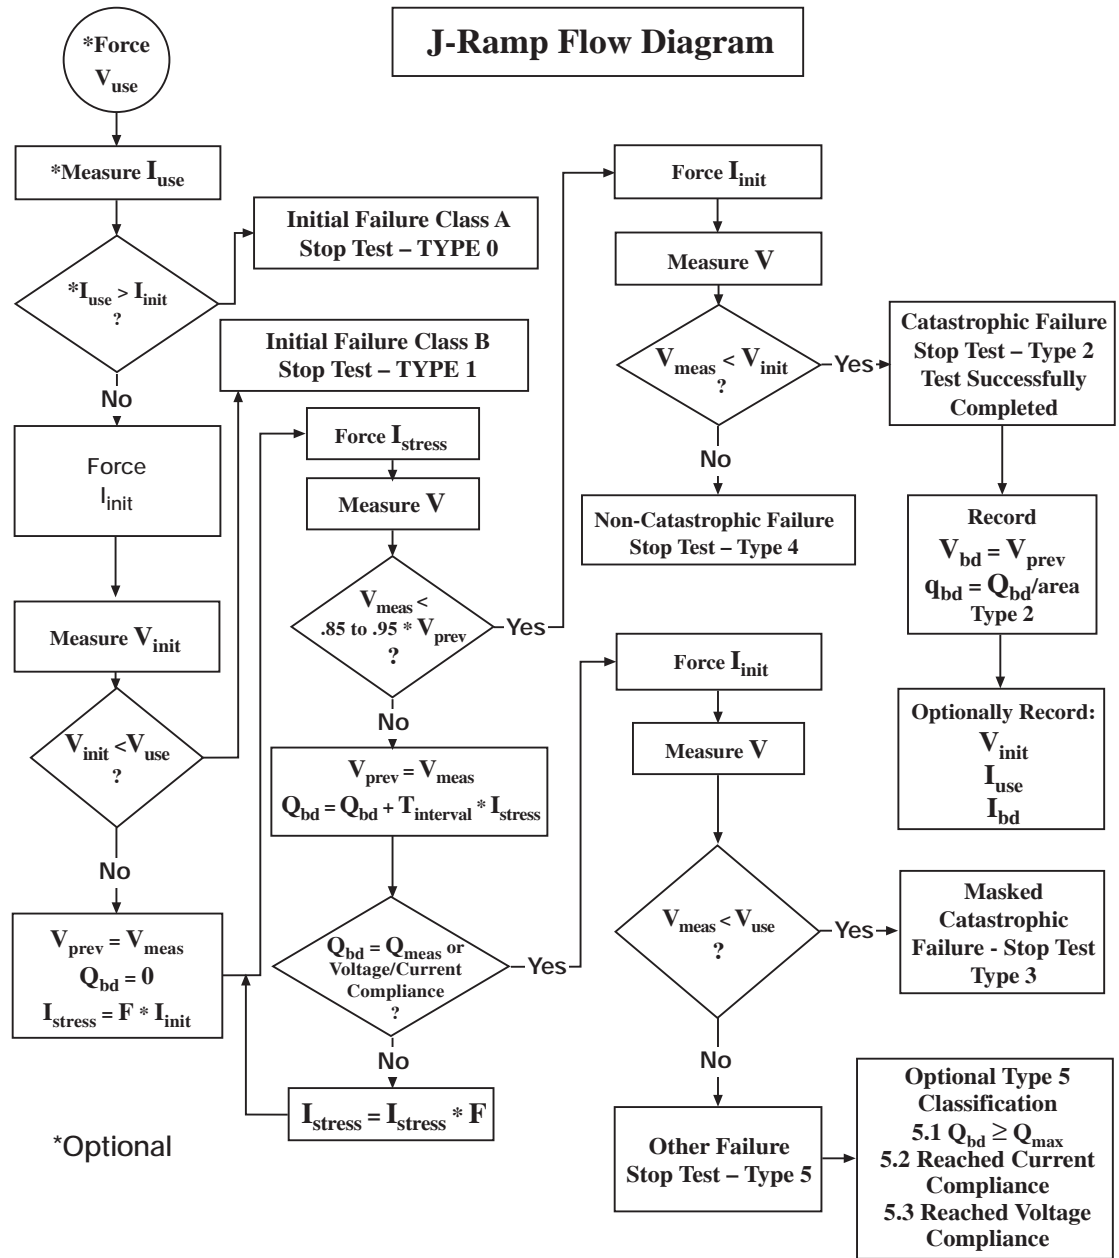 J-Ramp Flow Diagram
*Force
Vuse
*Measure Iuse
*Iuse > Iinit
?
No
Force
Iinit
Measure Vinit
Vinit < Vuse
?
No
Vprev = Vmeas
Qbd = 0
Istress = F * Iinit
*Optional
Initial Failure Class A
Stop Test – TYPE 0
Initial Failure Class B
Stop Test – TYPE 1
Force Istress
Measure V
Vmeas <
.85 to .95 * Vprev
?
Yes
No
Vprev = Vmeas
Qbd = Qbd + Tinterval * Istress
Qbd = Qmeas or
Voltage/Current
Compliance
?
Yes
No
Istress = Istress * F
Force Iinit
Measure V
Vmeas < Vinit
?
Yes
No
Non-Catastrophic Failure
Stop Test – Type 4
Catastrophic Failure
Stop Test – Type 2
Test Successfully
Completed
Record
Vbd = Vprev
qbd = Qbd/area
Type 2
Optionally Record:
Vinit
Iuse
Ibd
Force Iinit
Measure V
Vmeas < Vuse
?
Yes
No
Masked
Catastrophic
Failure - Stop Test
Type 3
Other Failure
Stop Test – Type 5
Optional Type 5
Classification
5.1 Qbd ≥ Qmax
5.2 Reached Current
Compliance
5.3 Reached Voltage
Compliance